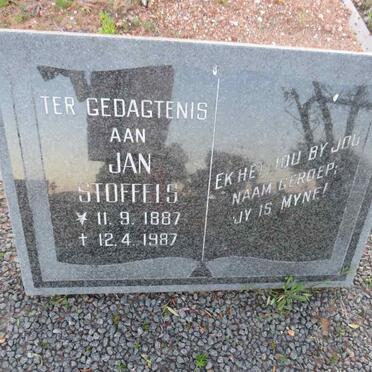 TER GEDAGTENIS
AAN
JAN
STOFFELS
* 11. 9. 1887
† 12. 4. 1987
EK HET JOU BY JOU
NAAM GEROEP;
JY IS MYNE!